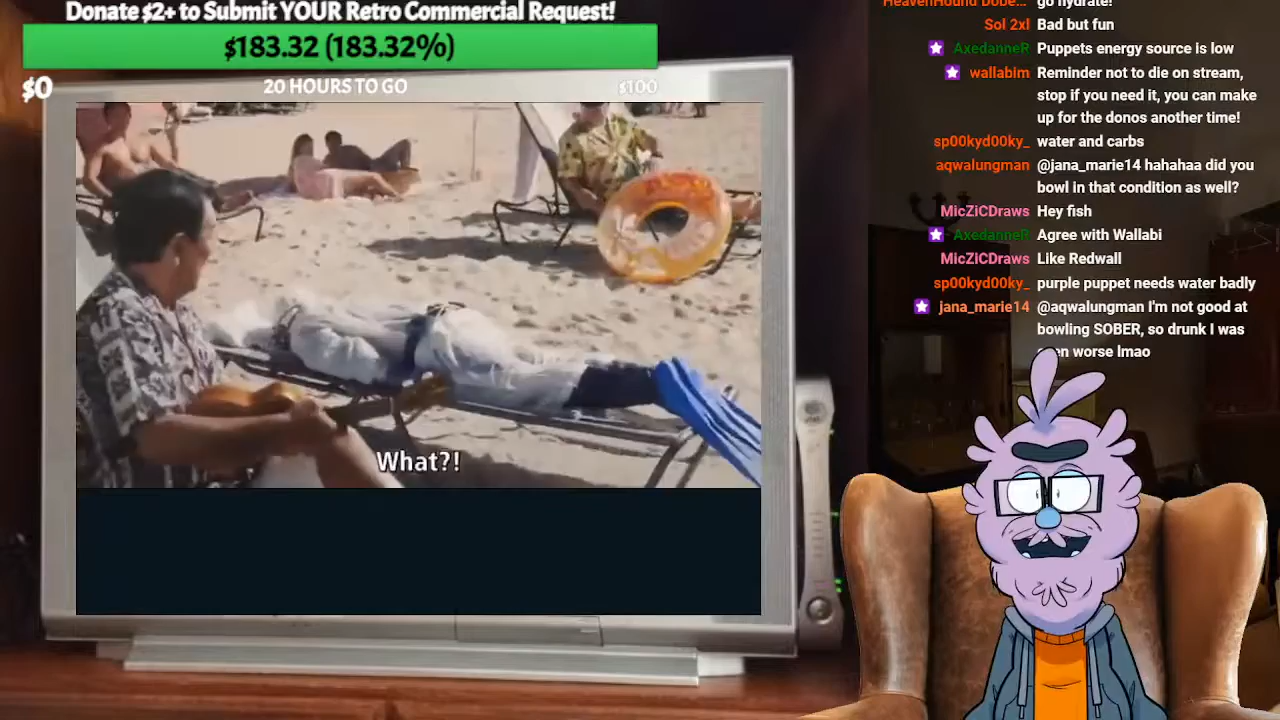 Donate $2+ to Submit YOUR Retro Commercial Request!
$183.32 (183.32%)
$0
20 HOURS TO GO
$100
What?!
go hydrate!
Sol 2xl Bad but fun
AxedanneR Puppets energy source is low
wallabim Reminder not to die on stream,
stop if you need it, you can make
up for the donos another time!
sp00kyd00ky_ water and carbs
aqwalungman @jana_marie14 hahahaa did you
bowl in that condition as well?
MicZiCDraws Hey fish
AxedanneR Agree with Wallabi
MicZiCDraws Like Redwall
sp00kyd00ky_ purple puppet needs water badly
jana_marie14 @aqwalungman I'm not good at
bowling SOBER, so drunk I was
worse lmao